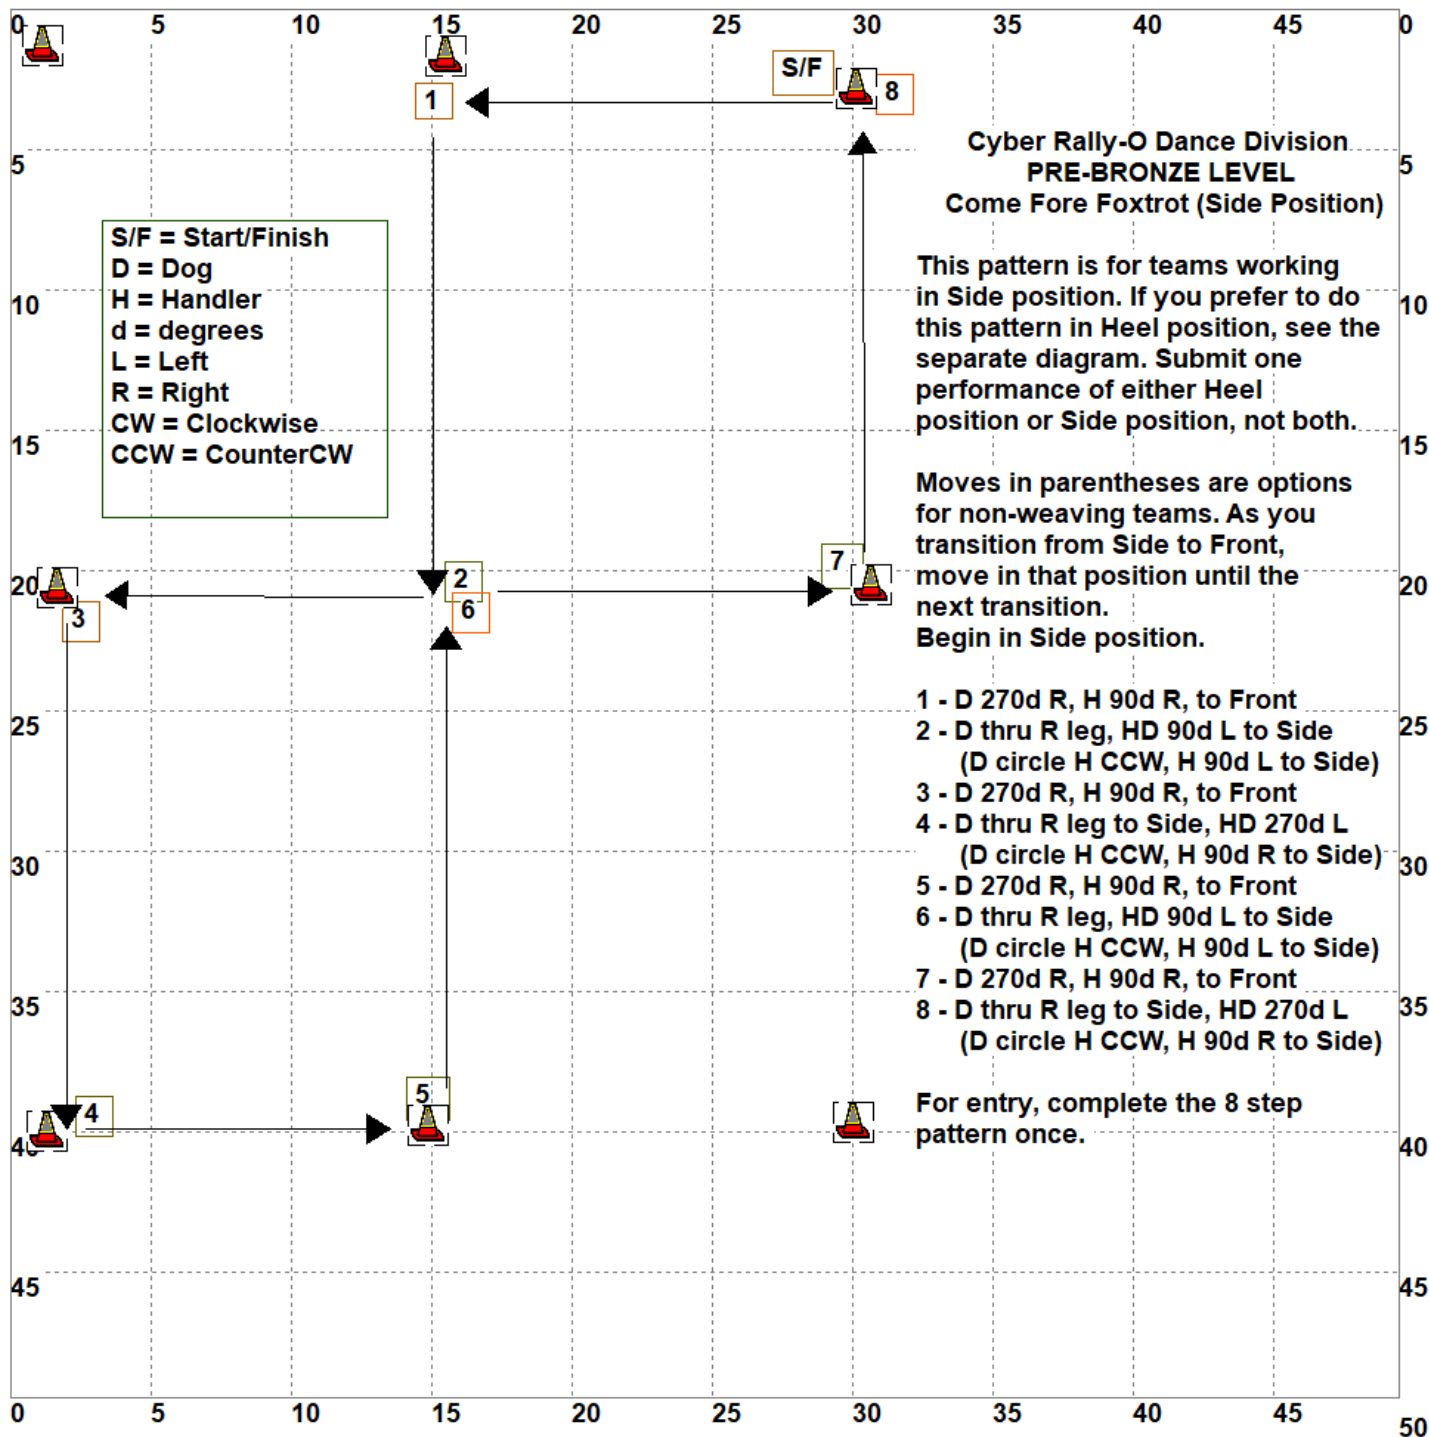 0 5 10 15 20 25 30 35 40 45 0
S/F
1
8
Cyber Rally-O Dance Division
PRE-BRONZE LEVEL
Come Fore Foxtrot (Side Position)
5 5
S/F = Start/Finish
D = Dog
H = Handler
d = degrees
L = Left
R = Right
CW = Clockwise
CCW = CounterCW
This pattern is for teams working
in Side position. If you prefer to do
this pattern in Heel position, see the
separate diagram. Submit one
performance of either Heel
position or Side position, not both.
10 10
15 15
Moves in parentheses are options
for non-weaving teams. As you
transition from Side to Front,
move in that position until the
next transition.
Begin in Side position.
7
2
20 20
6
3
1 - D 270d R, H 90d R, to Front
2 - D thru R leg, HD 90d L to Side
(D circle H CCW, H 90d L to Side)
3 - D 270d R, H 90d R, to Front
4 - D thru R leg to Side, HD 270d L
(D circle H CCW, H 90d R to Side)
5 - D 270d R, H 90d R, to Front
6 - D thru R leg, HD 90d L to Side
(D circle H CCW, H 90d L to Side)
7 - D 270d R, H 90d R, to Front
8 - D thru R leg to Side, HD 270d L
(D circle H CCW, H 90d R to Side)
25 25
30 30
35 35
5
4
For entry, complete the 8 step
pattern once.
40 40
45 45
0 5 10 15 20 25 30 35 40 45 50